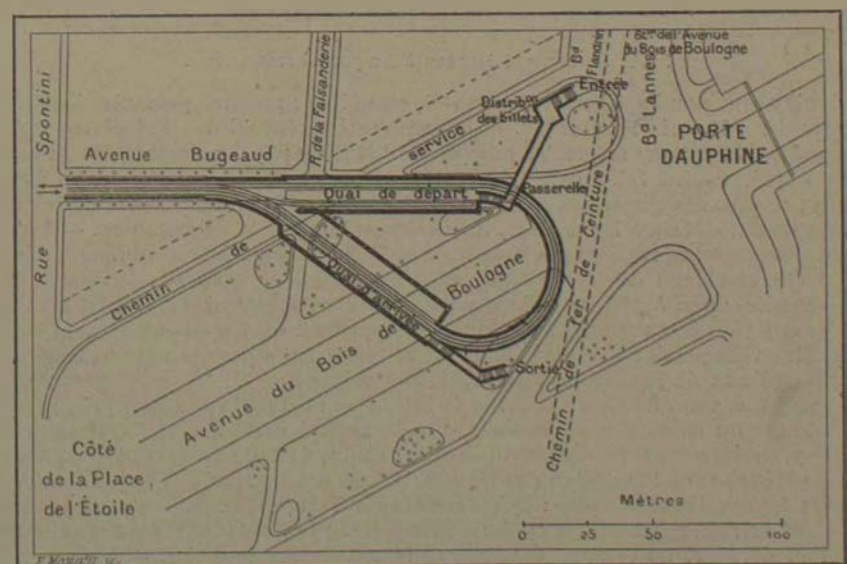 Spontini
Rue
Avenue Bugeaud
R. de la Faisanderie
Bd
Flandrin
Bd Lannes
de l'Avenue
du Bois de Boulogne
Entrée
Distribon
des billets
service
PORTE
DAUPHINE
Quai de départ
Passerelle
Chemin de
Quai d'arrivée
Avenue du Bois de Boulogne
Chemin de fer de Ceinture
Sortie
Côté
de la Place
de l'Étoile
Mètres
0 25 50 100